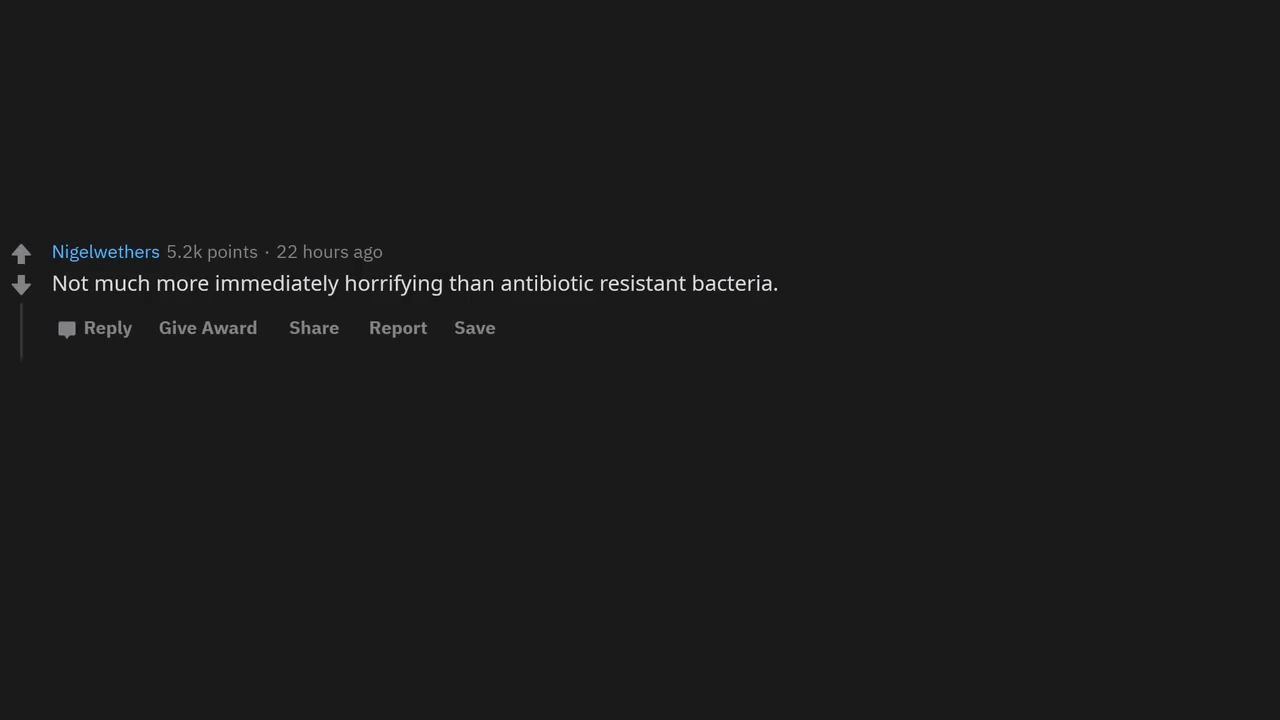 Nigelwethers 5.2k points · 22 hours ago
Not much more immediately horrifying than antibiotic resistant bacteria.
Reply Give Award Share Report Save